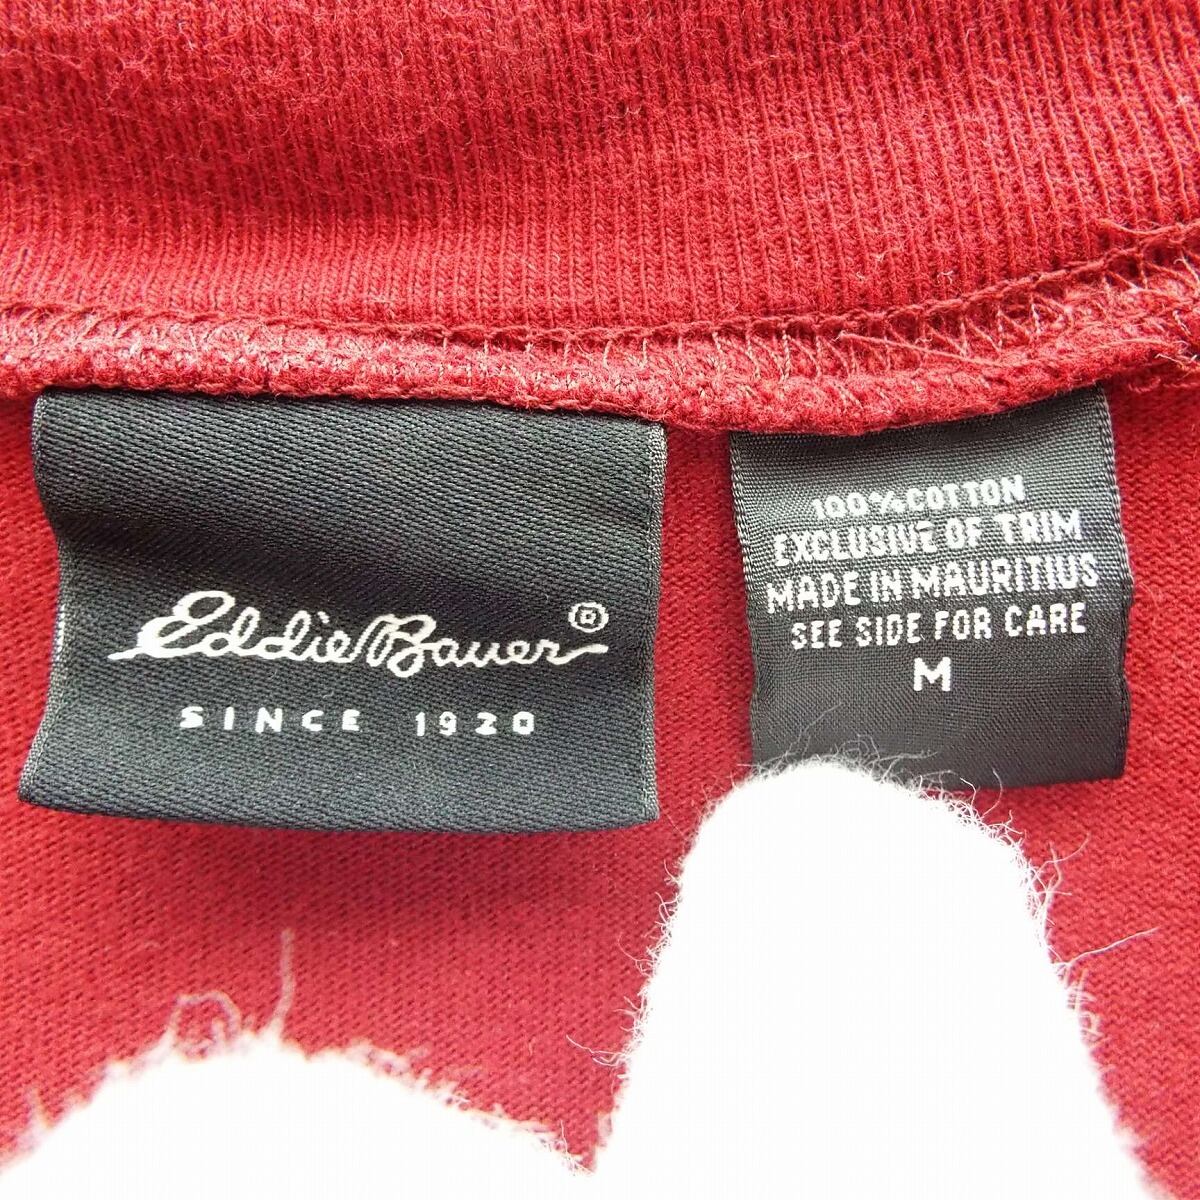 Eddie Bauer®
SINCE 1920
100% COTTON
EXCLUSIVE OF TRIM
MADE IN MAURITIUS
SEE SIDE FOR CARE
M